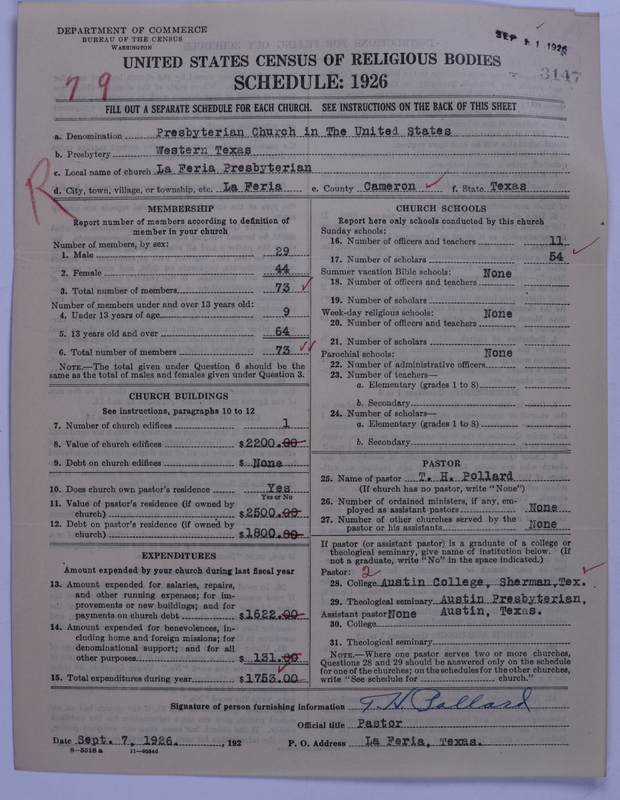 DEPARTMENT OF COMMERCE
BUREAU OF THE CENSUS
WASHINGTON
SEP 1 1926
3147
UNITED STATES CENSUS OF RELIGIOUS BODIES
SCHEDULE: 1926
7 9
FILL OUT A SEPARATE SCHEDULE FOR EACH CHURCH. SEE INSTRUCTIONS ON THE BACK OF THIS SHEET
R
a. Denomination Presbyterian Church in The United States
b. Presbytery Western Texas
c. Local name of church La Feria Presbyterian
d. City, town, village, or township, etc. La Feria e. County Cameron f. State Texas
MEMBERSHIP
Report number of members according to definition of
member in your church
Number of members, by sex:
1. Male 29
2. Female 44
3. Total number of members 73
Number of members under and over 13 years old:
4. Under 13 years of age 9
5. 13 years old and over 64
6. Total number of members 73
NOTE.—The total given under Question 6 should be
same as the total of males and females given under Question 3.
CHURCH BUILDINGS
See instructions, paragraphs 10 to 12
7. Number of church edifices 1
8. Value of church edifices $2200.00
9. Debt on church edifices $ None
10. Does church own pastor's residence Yes
Yes or No
11. Value of pastor's residence (if owned by
church) $2500.00
12. Debt on pastor's residence (if owned by
church) $1800.00
EXPENDITURES
Amount expended by your church during last fiscal year
13. Amount expended for salaries, repairs,
and other running expenses; for im-
provements or new buildings; and for
payments on church debt $1622.00
14. Amount expended for benevolences, in-
cluding home and foreign missions; for
denominational support; and for all
other purposes $ 131.00
15. Total expenditures during year $1753.00
CHURCH SCHOOLS
Report here only schools conducted by this church
Sunday schools:
16. Number of officers and teachers 11
17. Number of scholars 54
Summer vacation Bible schools: None
18. Number of officers and teachers
19. Number of scholars
Week-day religious schools: None
20. Number of officers and teachers
21. Number of scholars
Parochial schools: None
22. Number of administrative officers
23. Number of teachers—
a. Elementary (grades 1 to 8)
b. Secondary
24. Number of scholars—
a. Elementary (grades 1 to 8)
b. Secondary
PASTOR
25. Name of pastor T. H. Pollard
(If church has no pastor, write "None")
26. Number of ordained ministers, if any, em-
ployed as assistant pastors None
27. Number of other churches served by the
pastor or his assistants None
If pastor (or assistant pastor) is a graduate of a college or
theological seminary, give name of institution below. (If
not a graduate, write "No" in the space indicated.)
Pastor: 2
28. College Austin College, Sherman, Tex.
29. Theological seminary Austin Presbyterian,
Assistant pastor: None Austin, Texas.
30. College
31. Theological seminary
NOTE.—Where one pastor serves two or more churches,
Questions 28 and 29 should be answered only on the schedule
for one of the churches; on the schedules for the other churches,
write "See schedule for church."
Signature of person furnishing information T. H. Pollard
Official title Pastor
Date Sept. 7, 1926. , 192 P. O. Address La Feria, Texas.
8-5518 a